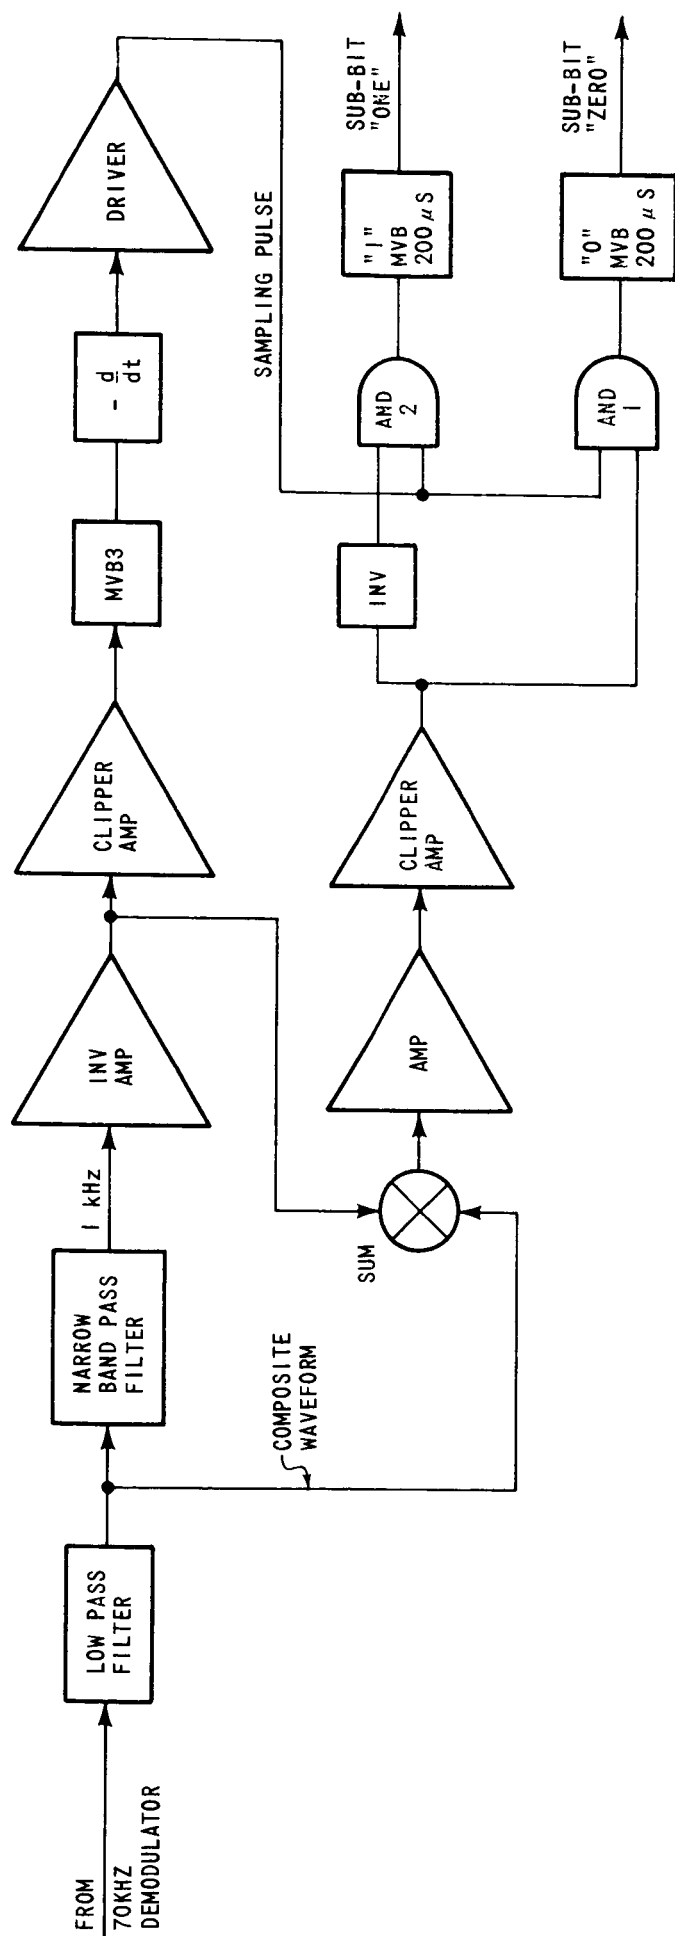 FROM
70KHZ
DEMODULATOR
LOW PASS
FILTER
NARROW
BAND PASS
FILTER
1 kHz
INV
AMP
CLIPPER
AMP
MVB3
- d
dt
DRIVER
COMPOSITE
WAVEFORM
SUM
AMP
CLIPPER
AMP
INV
SAMPLING PULSE
AND
2
"1"
MVB
200 μS
SUB-BIT
"ONE"
AND
1
"0"
MVB
200 μS
SUB-BIT
"ZERO"